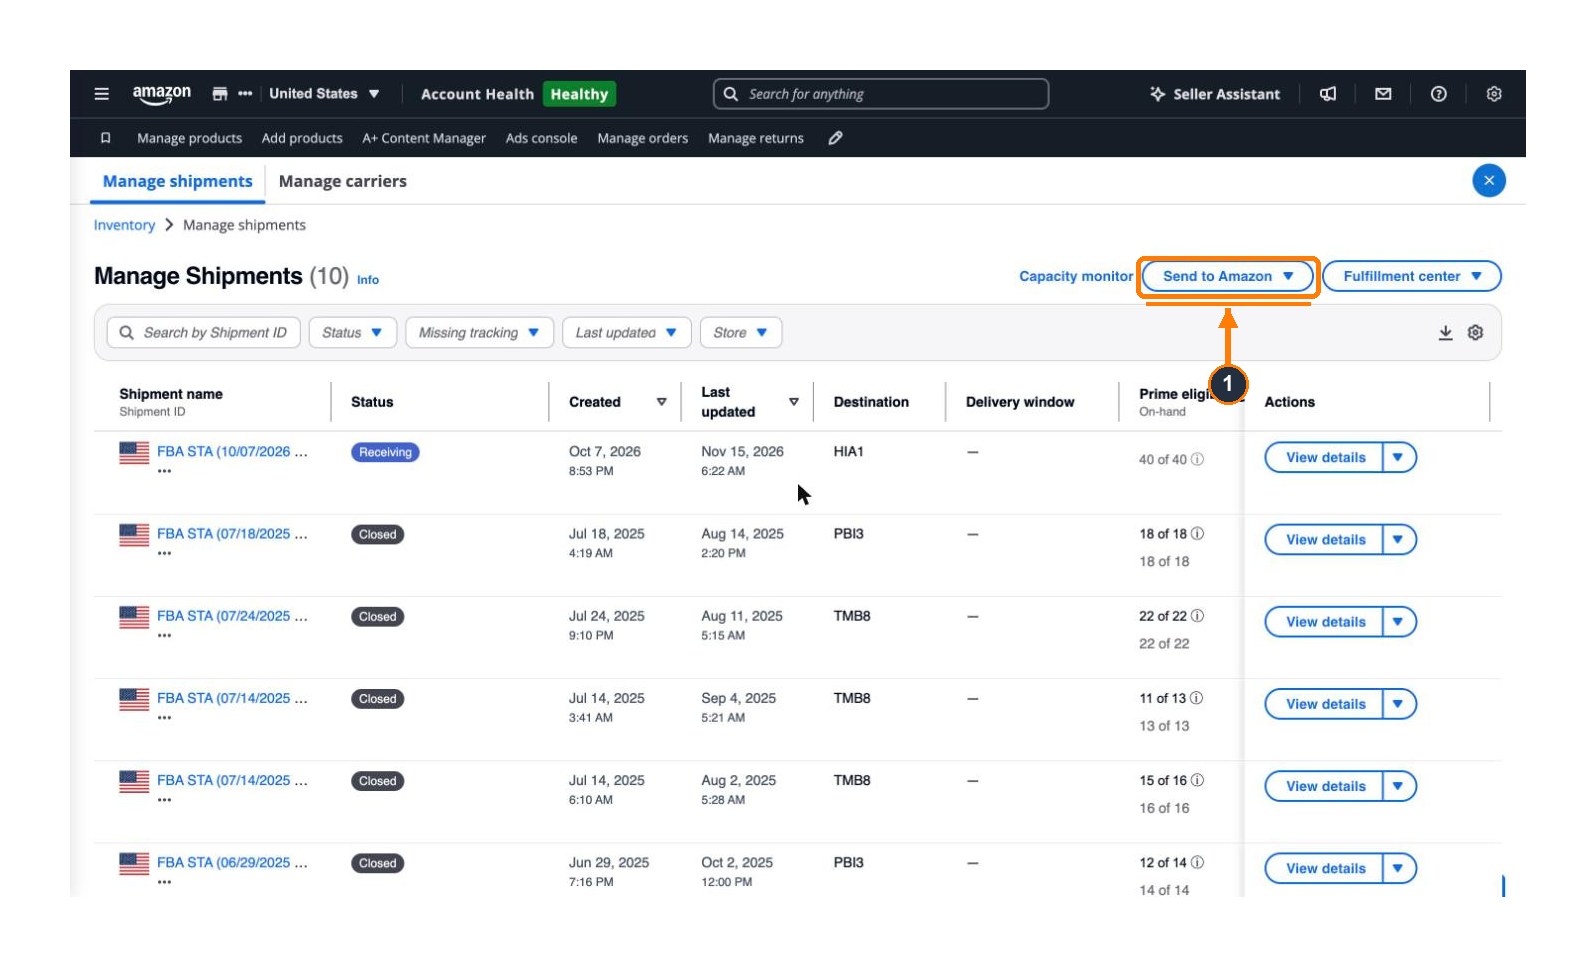 amazon ••• United States Account Health Healthy Search for anything Seller Assistant
Manage products Add products A+ Content Manager Ads console Manage orders Manage returns
Manage shipments Manage carriers
Inventory > Manage shipments
Manage Shipments (10) Info Capacity monitor Send to Amazon Fulfillment center
Search by Shipment ID Status Missing tracking Last updated Store
1
Shipment name Status Created Last updated Destination Delivery window Prime eligi Actions
Shipment ID On-hand
FBA STA (10/07/2026 ... Receiving Oct 7, 2026 Nov 15, 2026 HIA1 — 40 of 40 View details
••• 8:53 PM 6:22 AM
FBA STA (07/18/2025 ... Closed Jul 18, 2025 Aug 14, 2025 PBI3 — 18 of 18 View details
••• 4:19 AM 2:20 PM 18 of 18
FBA STA (07/24/2025 ... Closed Jul 24, 2025 Aug 11, 2025 TMB8 — 22 of 22 View details
••• 9:10 PM 5:15 AM 22 of 22
FBA STA (07/14/2025 ... Closed Jul 14, 2025 Sep 4, 2025 TMB8 — 11 of 13 View details
••• 3:41 AM 5:21 AM 13 of 13
FBA STA (07/14/2025 ... Closed Jul 14, 2025 Aug 2, 2025 TMB8 — 15 of 16 View details
••• 6:10 AM 5:28 AM 16 of 16
FBA STA (06/29/2025 ... Closed Jun 29, 2025 Oct 2, 2025 PBI3 — 12 of 14 View details
••• 7:16 PM 12:00 PM 14 of 14